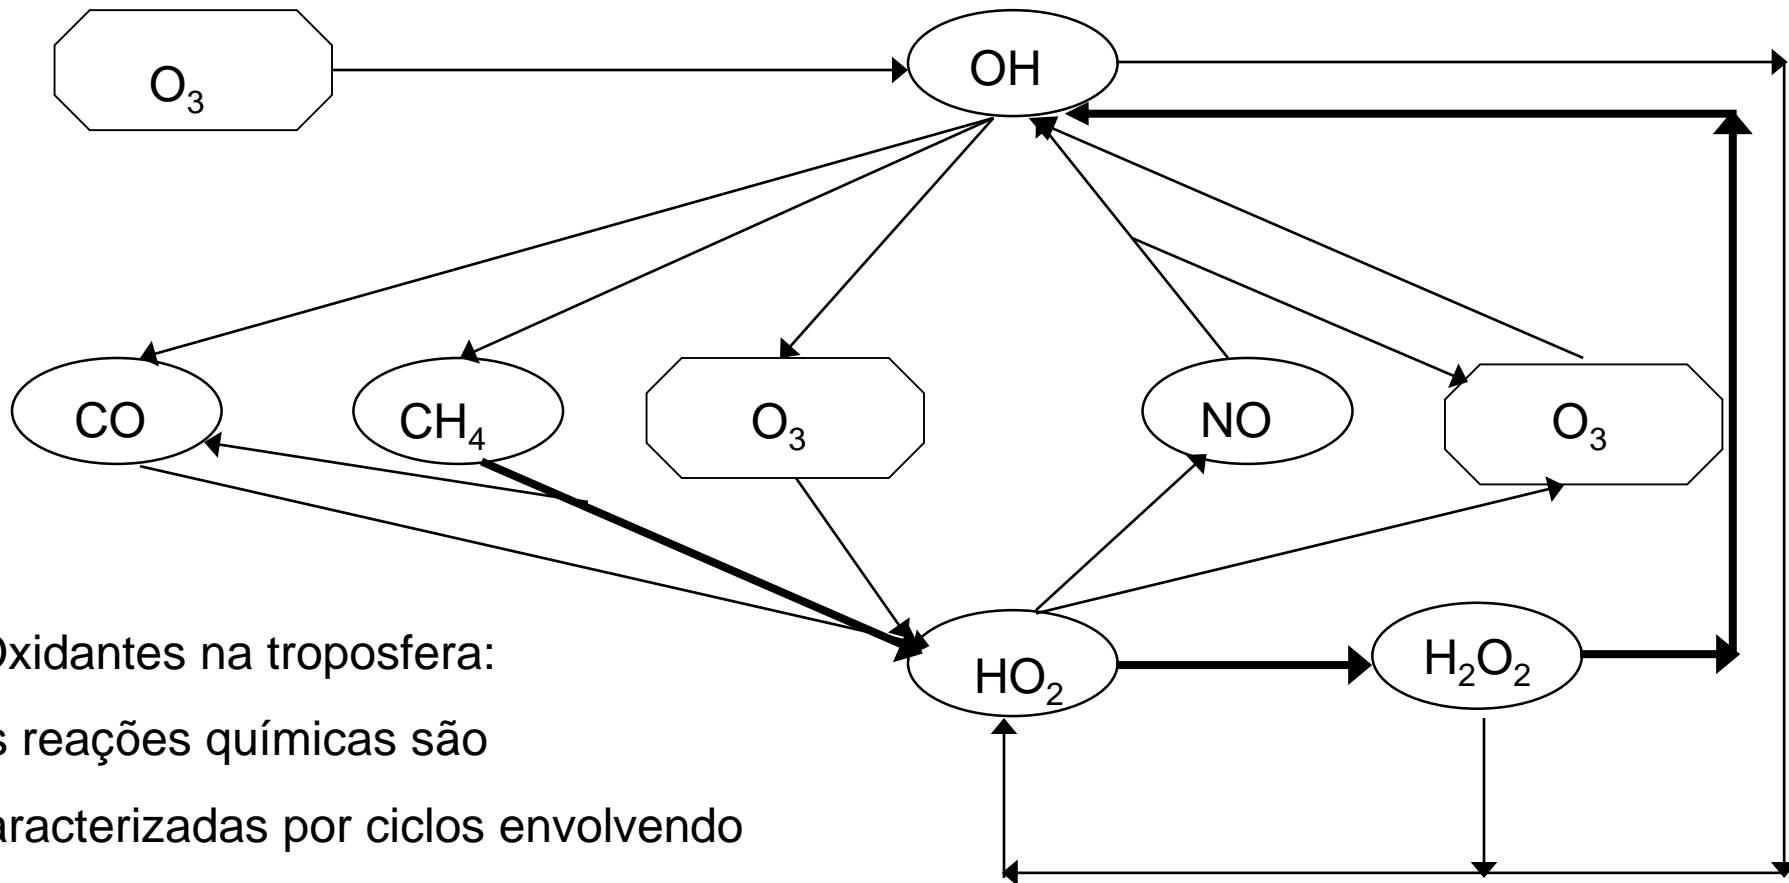 O₃
OH
CO
CH₄
O₃
NO
O₃
HO₂
H₂O₂
Oxidantes na troposfera:
s reações químicas são
aracterizadas por ciclos envolvendo